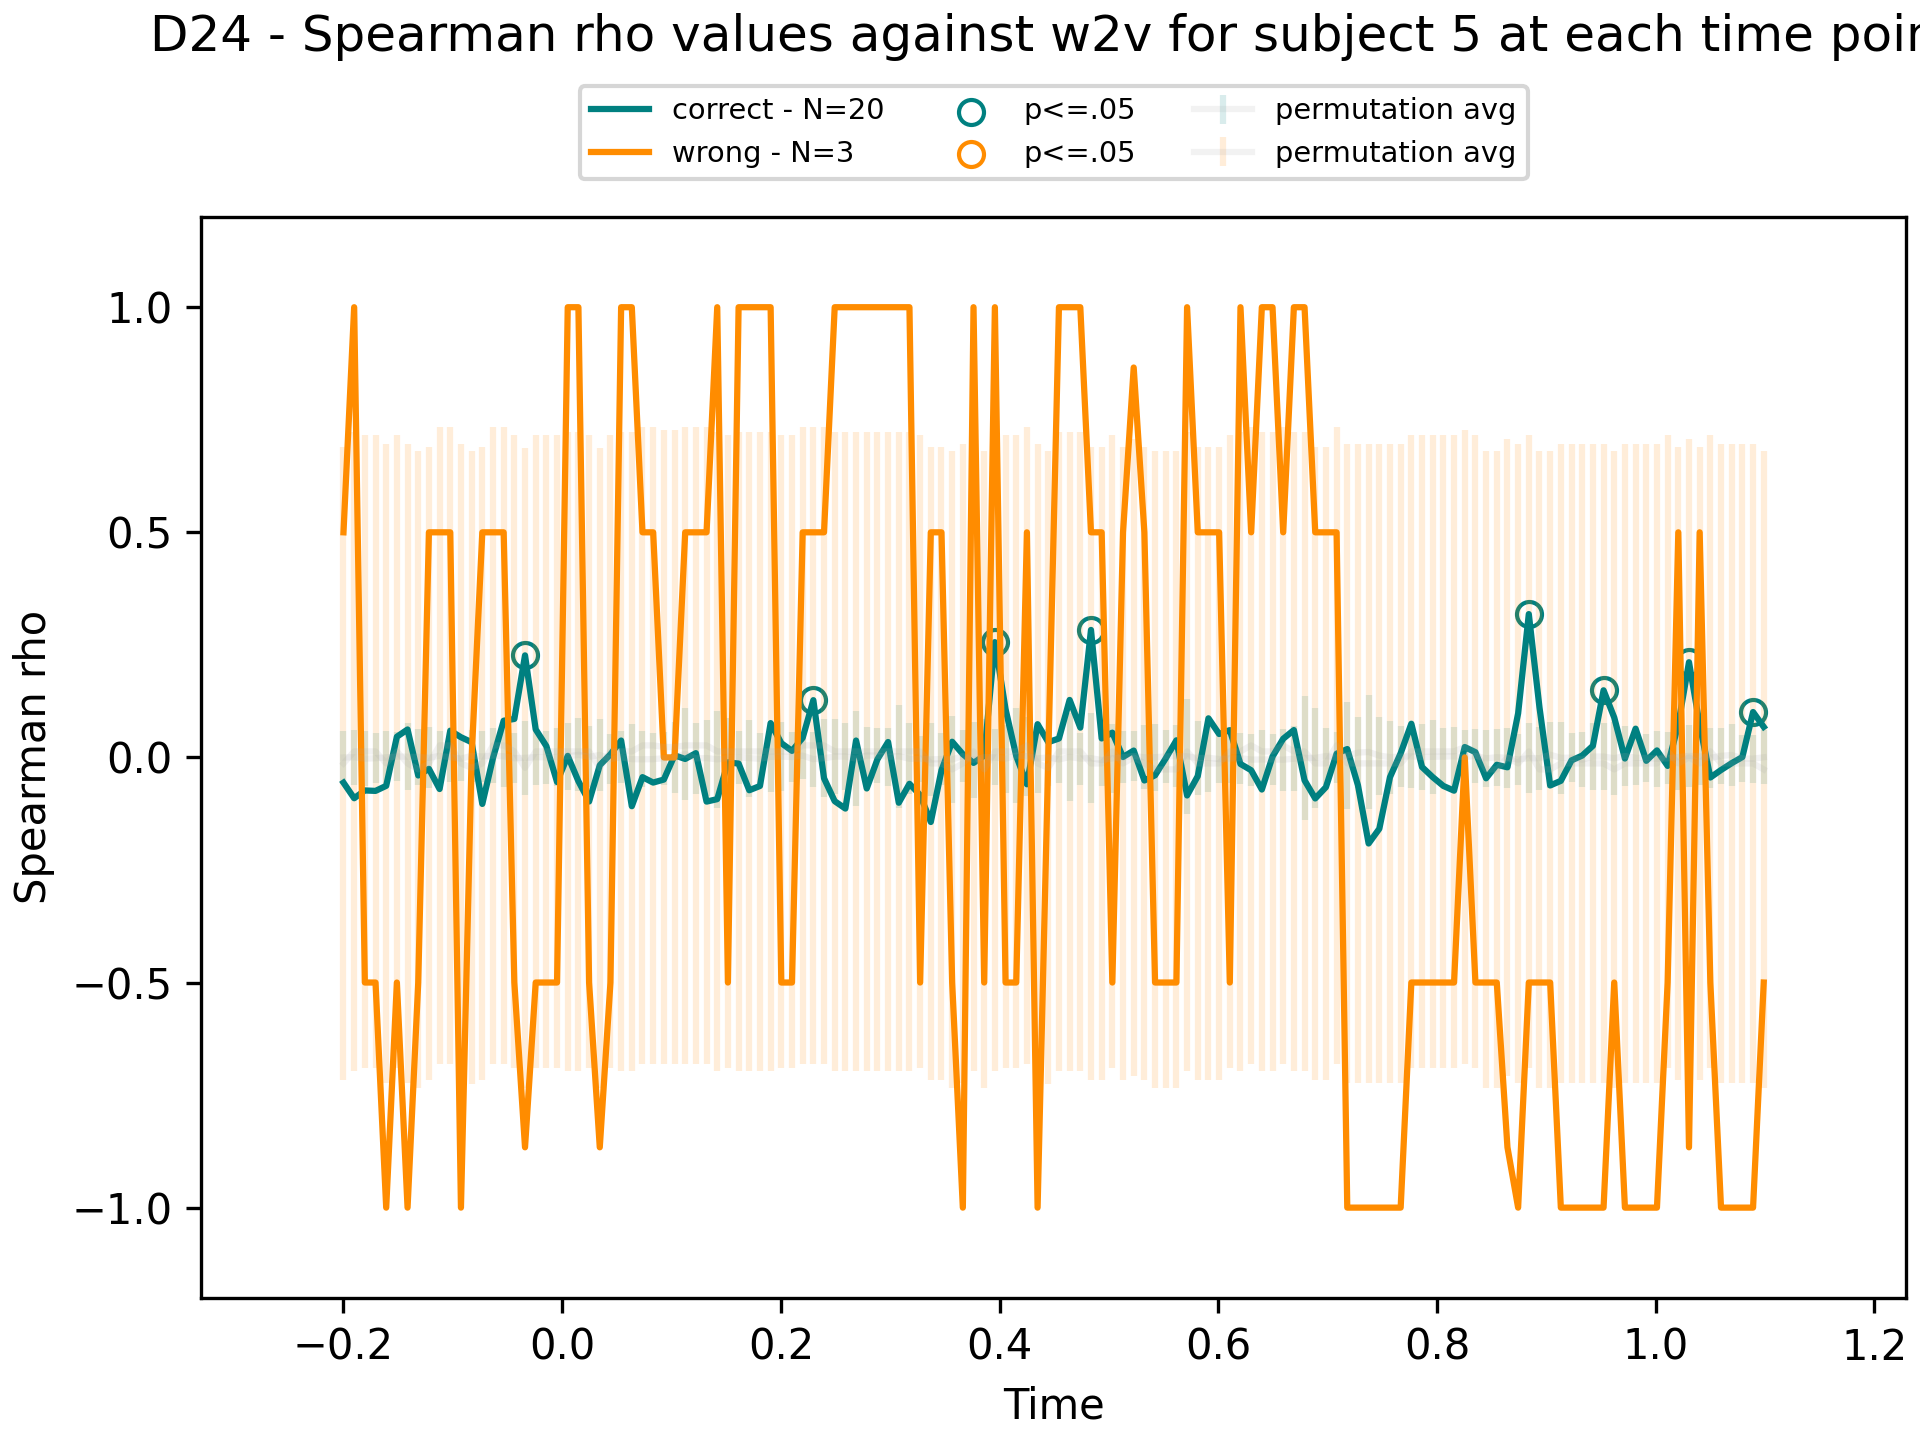 D24 - Spearman rho values against w2v for subject 5 at each time poi
correct - N=20
wrong - N=3
p<=.05
p<=.05
permutation avg
permutation avg
Spearman rho
1.0
0.5
0.0
−0.5
−1.0
−0.2 0.0 0.2 0.4 0.6 0.8 1.0 1.2
Time